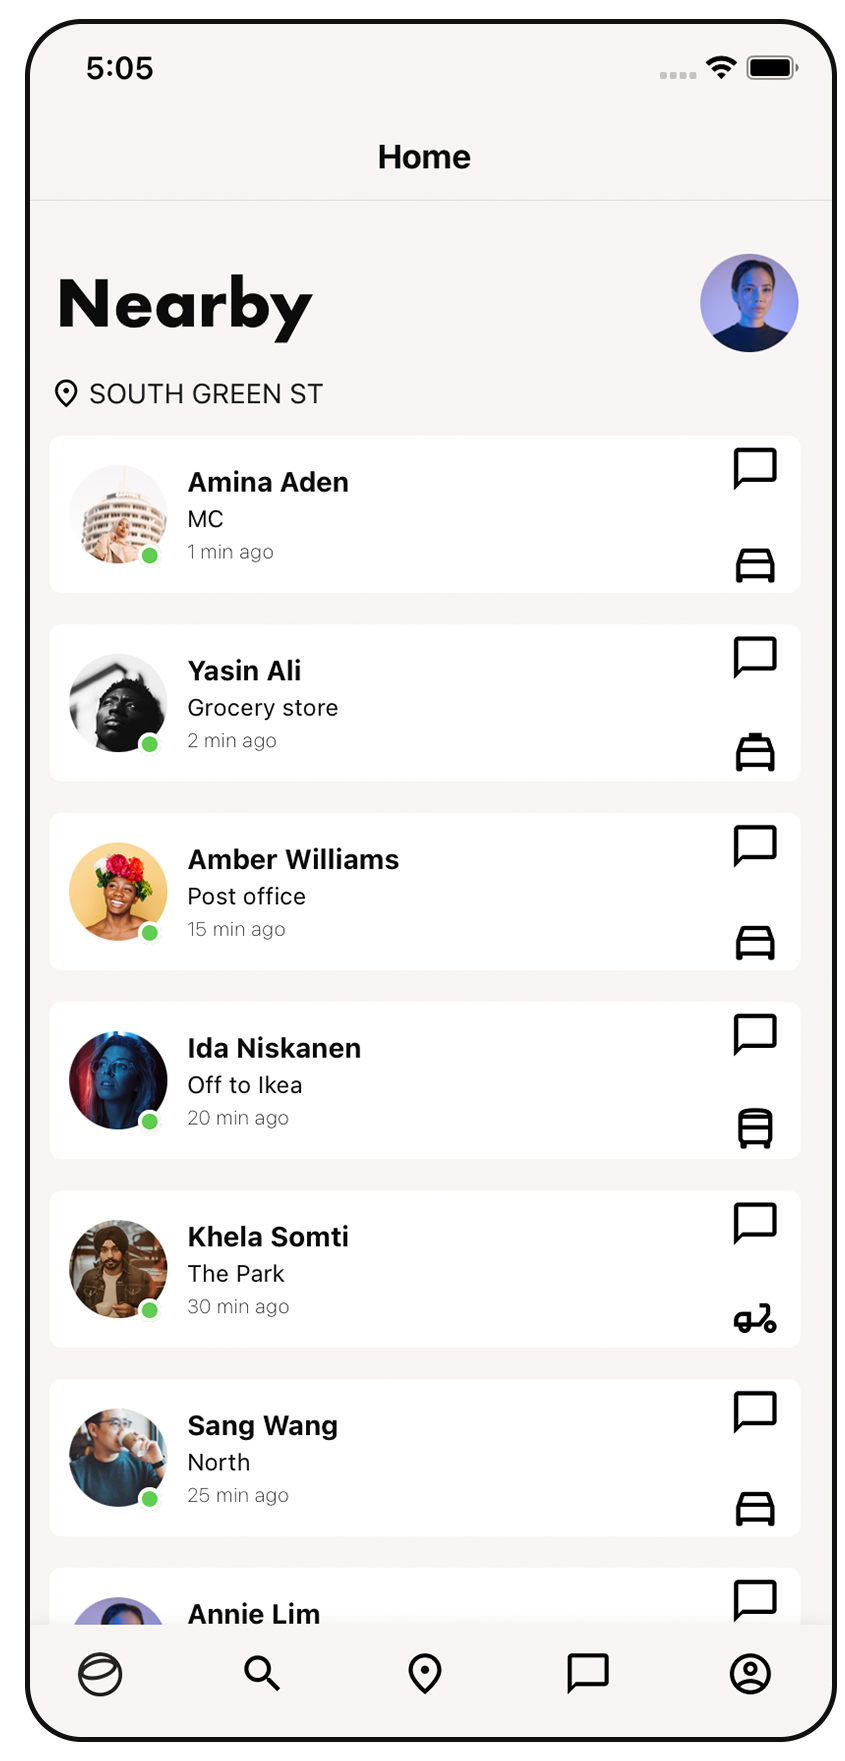 5:05
Home
Nearby
SOUTH GREEN ST
Amina Aden
MC
1 min ago
Yasin Ali
Grocery store
2 min ago
Amber Williams
Post office
15 min ago
Ida Niskanen
Off to Ikea
20 min ago
Khela Somti
The Park
30 min ago
Sang Wang
North
25 min ago
Annie Lim